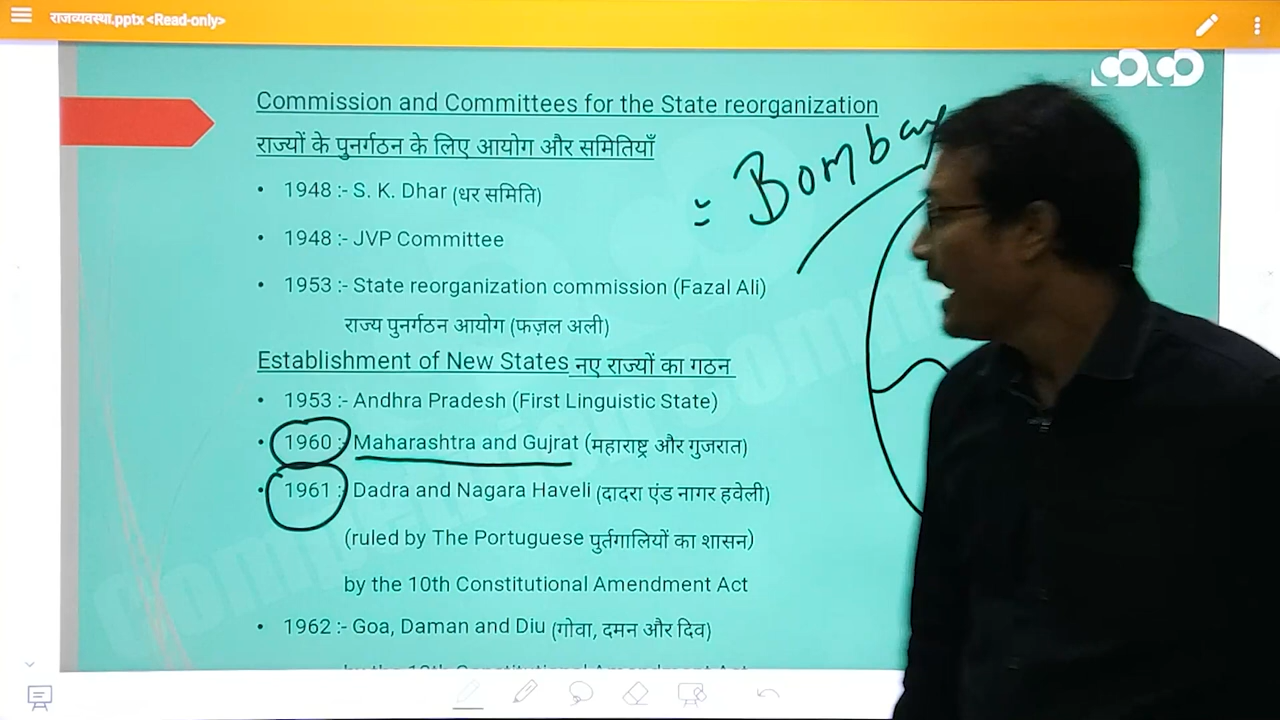 राजव्यवस्था.pptx <Read-only>
Commission and Committees for the State reorganization
राज्यों के पुनर्गठन के लिए आयोग और समितियाँ
• 1948 :- S. K. Dhar (धर समिति)
= Bombay
• 1948 :- JVP Committee
• 1953 :- State reorganization commission (Fazal Ali)
राज्य पुनर्गठन आयोग (फज़ल अली)
Establishment of New States नए राज्यों का गठन
• 1953 :- Andhra Pradesh (First Linguistic State)
• 1960 :- Maharashtra and Gujrat (महाराष्ट्र और गुजरात)
• 1961 :- Dadra and Nagara Haveli (दादरा एंड नागर हवेली)
(ruled by The Portuguese पुर्तगालियों का शासन)
by the 10th Constitutional Amendment Act
• 1962 :- Goa, Daman and Diu (गोवा, दमन और दिव)